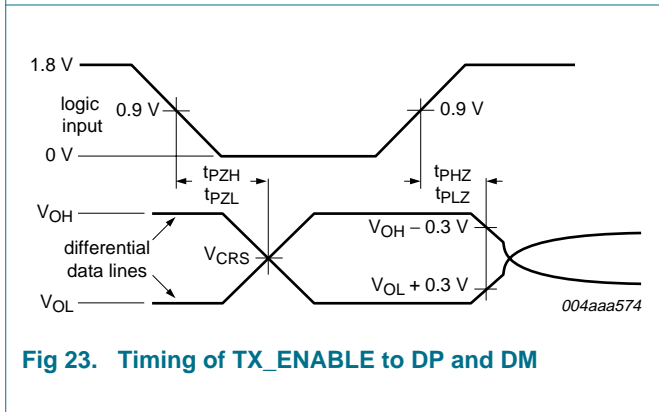 1.8 V
logic
input
0.9 V
0.9 V
0 V
tPZH
tPZL
tPHZ
tPLZ
VOH
VOH − 0.3 V
differential
data lines
VCRS
VOL + 0.3 V
VOL
004aaa574
Fig 23. Timing of TX_ENABLE to DP and DM